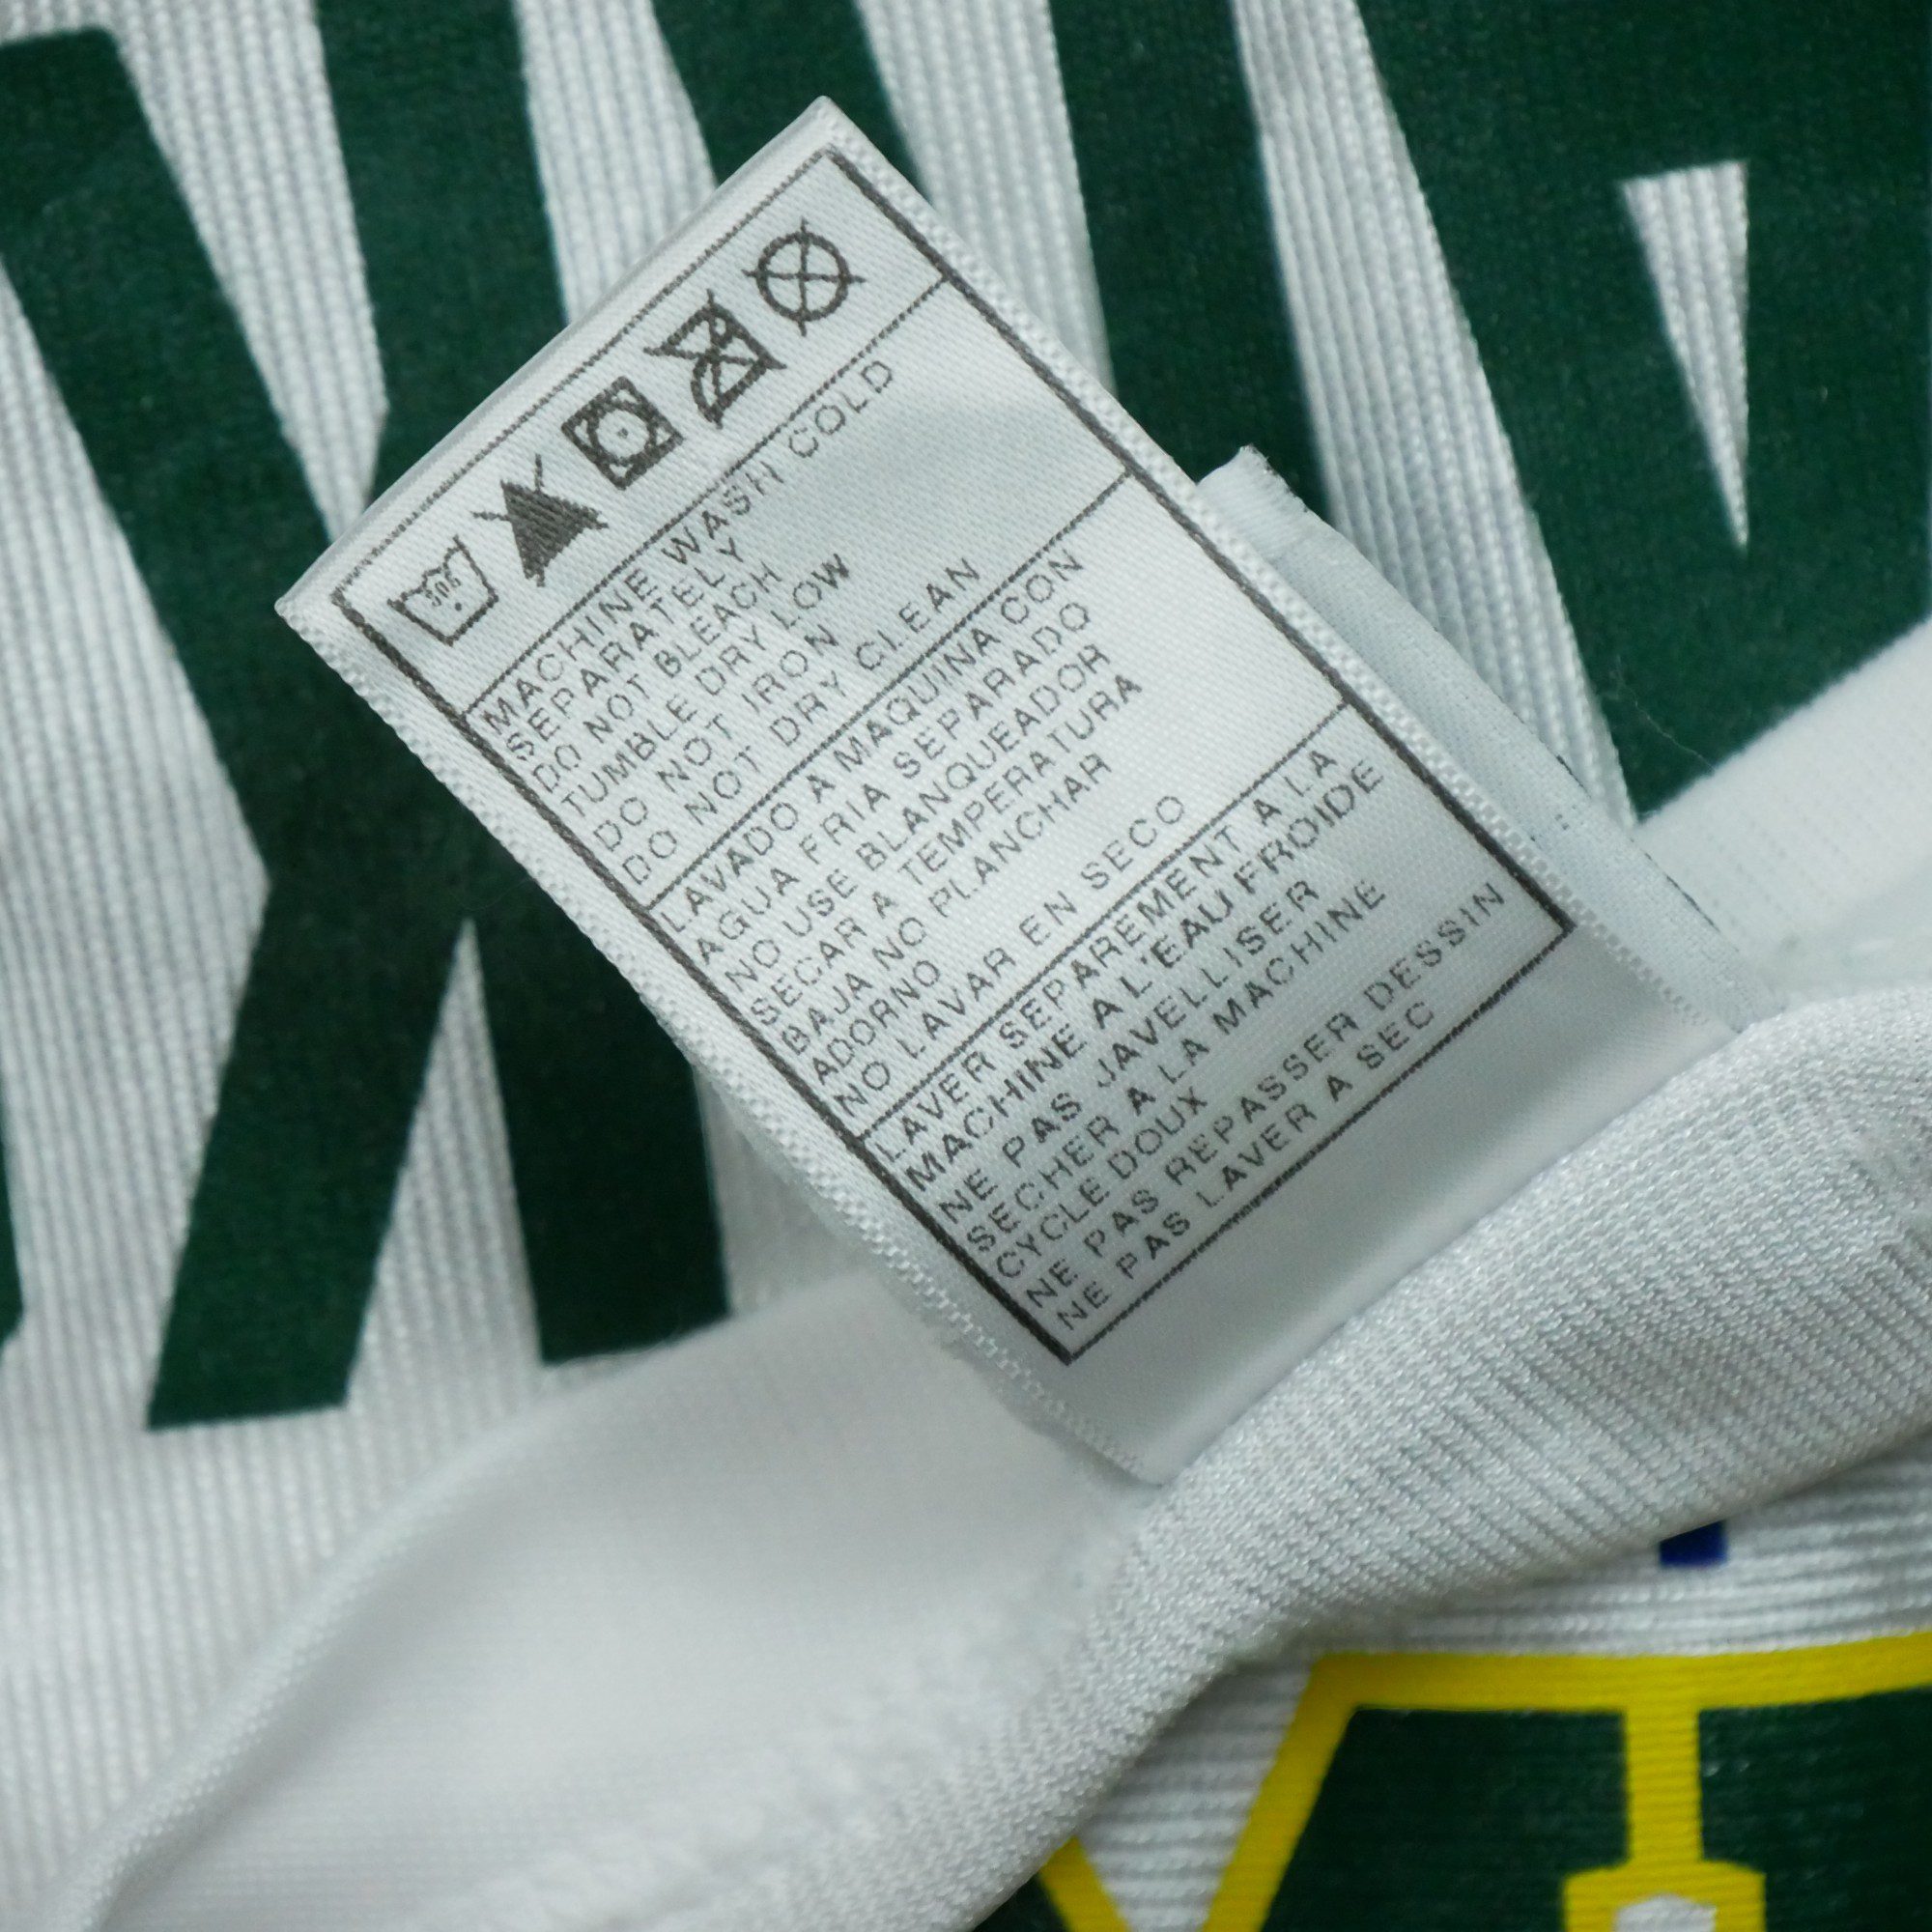 30C
MACHINE WASH COLD
SEPARATELY
DO NOT BLEACH
TUMBLE DRY LOW
DO NOT IRON
DO NOT DRY CLEAN
LAVADO A MAQUINA CON
AGUA FRIA SEPARADO
NO USE BLANQUEADOR
SECAR A TEMPERATURA
BAJA NO PLANCHAR
ADORNO
NO LAVAR EN SECO
LAVER SEPAREMENT A LA
MACHINE A L'EAU FROIDE
NE PAS JAVELLISER
SECHER A LA MACHINE
CYCLE DOUX
NE PAS REPASSER DESSIN
NE PAS LAVER A SEC